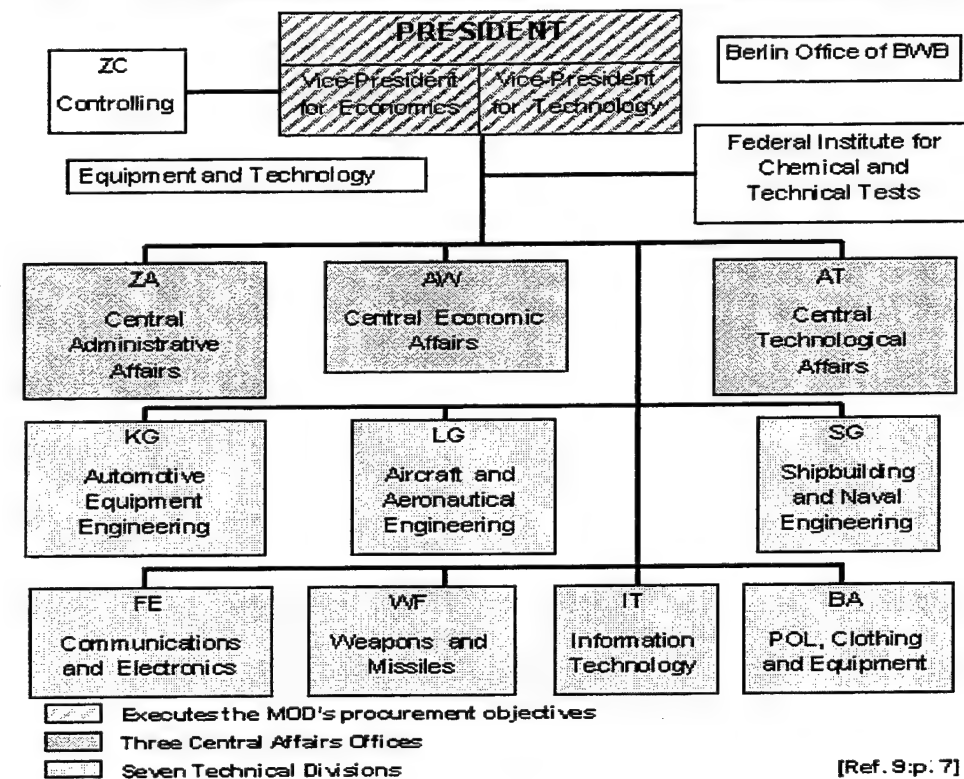 PRESIDENT
Vice-President
for Economics
Vice-President
for Technology
ZC
Controlling
Berlin Office of BWB
Equipment and Technology
Federal Institute for
Chemical and
Technical Tests
ZA
Central
Administrative
Affairs
AW
Central Economic
Affairs
AT
Central
Technological
Affairs
KG
Automotive
Equipment
Engineering
LG
Aircraft and
Aeronautical
Engineering
SG
Shipbuilding
and Naval
Engineering
FE
Communications
and Electronics
WF
Weapons and
Missiles
IT
Information
Technology
BA
POL, Clothing
and Equipment
Executes the MOD's procurement objectives
Three Central Affairs Offices
Seven Technical Divisions
[Ref. 9:p. 7]